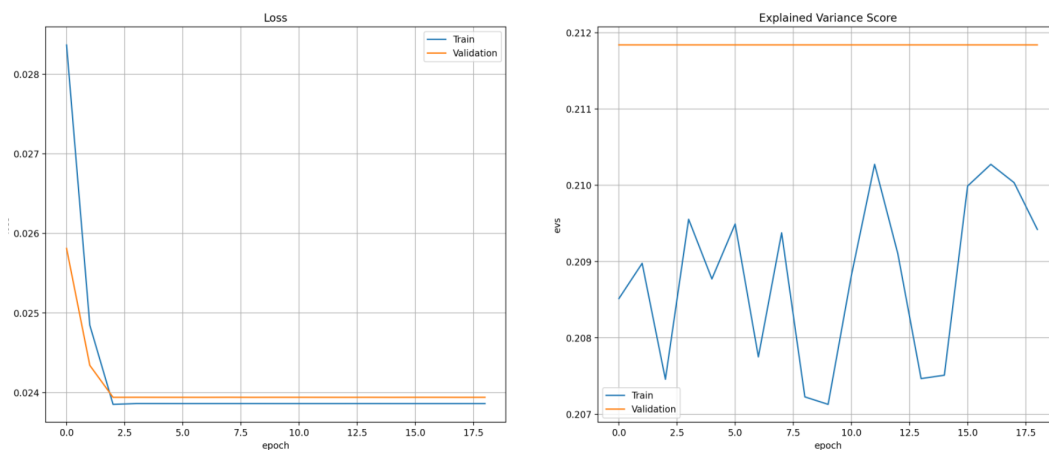 Loss
Train
Validation
0.028
0.027
0.026
0.025
0.024
0.0 2.5 5.0 7.5 10.0 12.5 15.0 17.5
epoch
Explained Variance Score
0.212
0.211
0.210
0.209
0.208
0.207
evs
Train
Validation
0.0 2.5 5.0 7.5 10.0 12.5 15.0 17.5
epoch